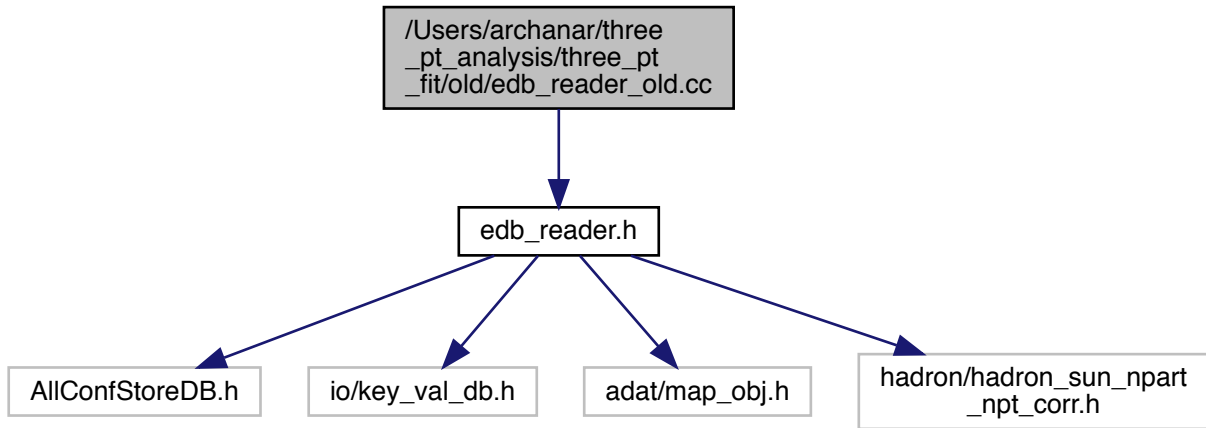 /Users/archanar/three
_pt_analysis/three_pt
_fit/old/edb_reader_old.cc
edb_reader.h
AllConfStoreDB.h
io/key_val_db.h
adat/map_obj.h
hadron/hadron_sun_npart
_npt_corr.h